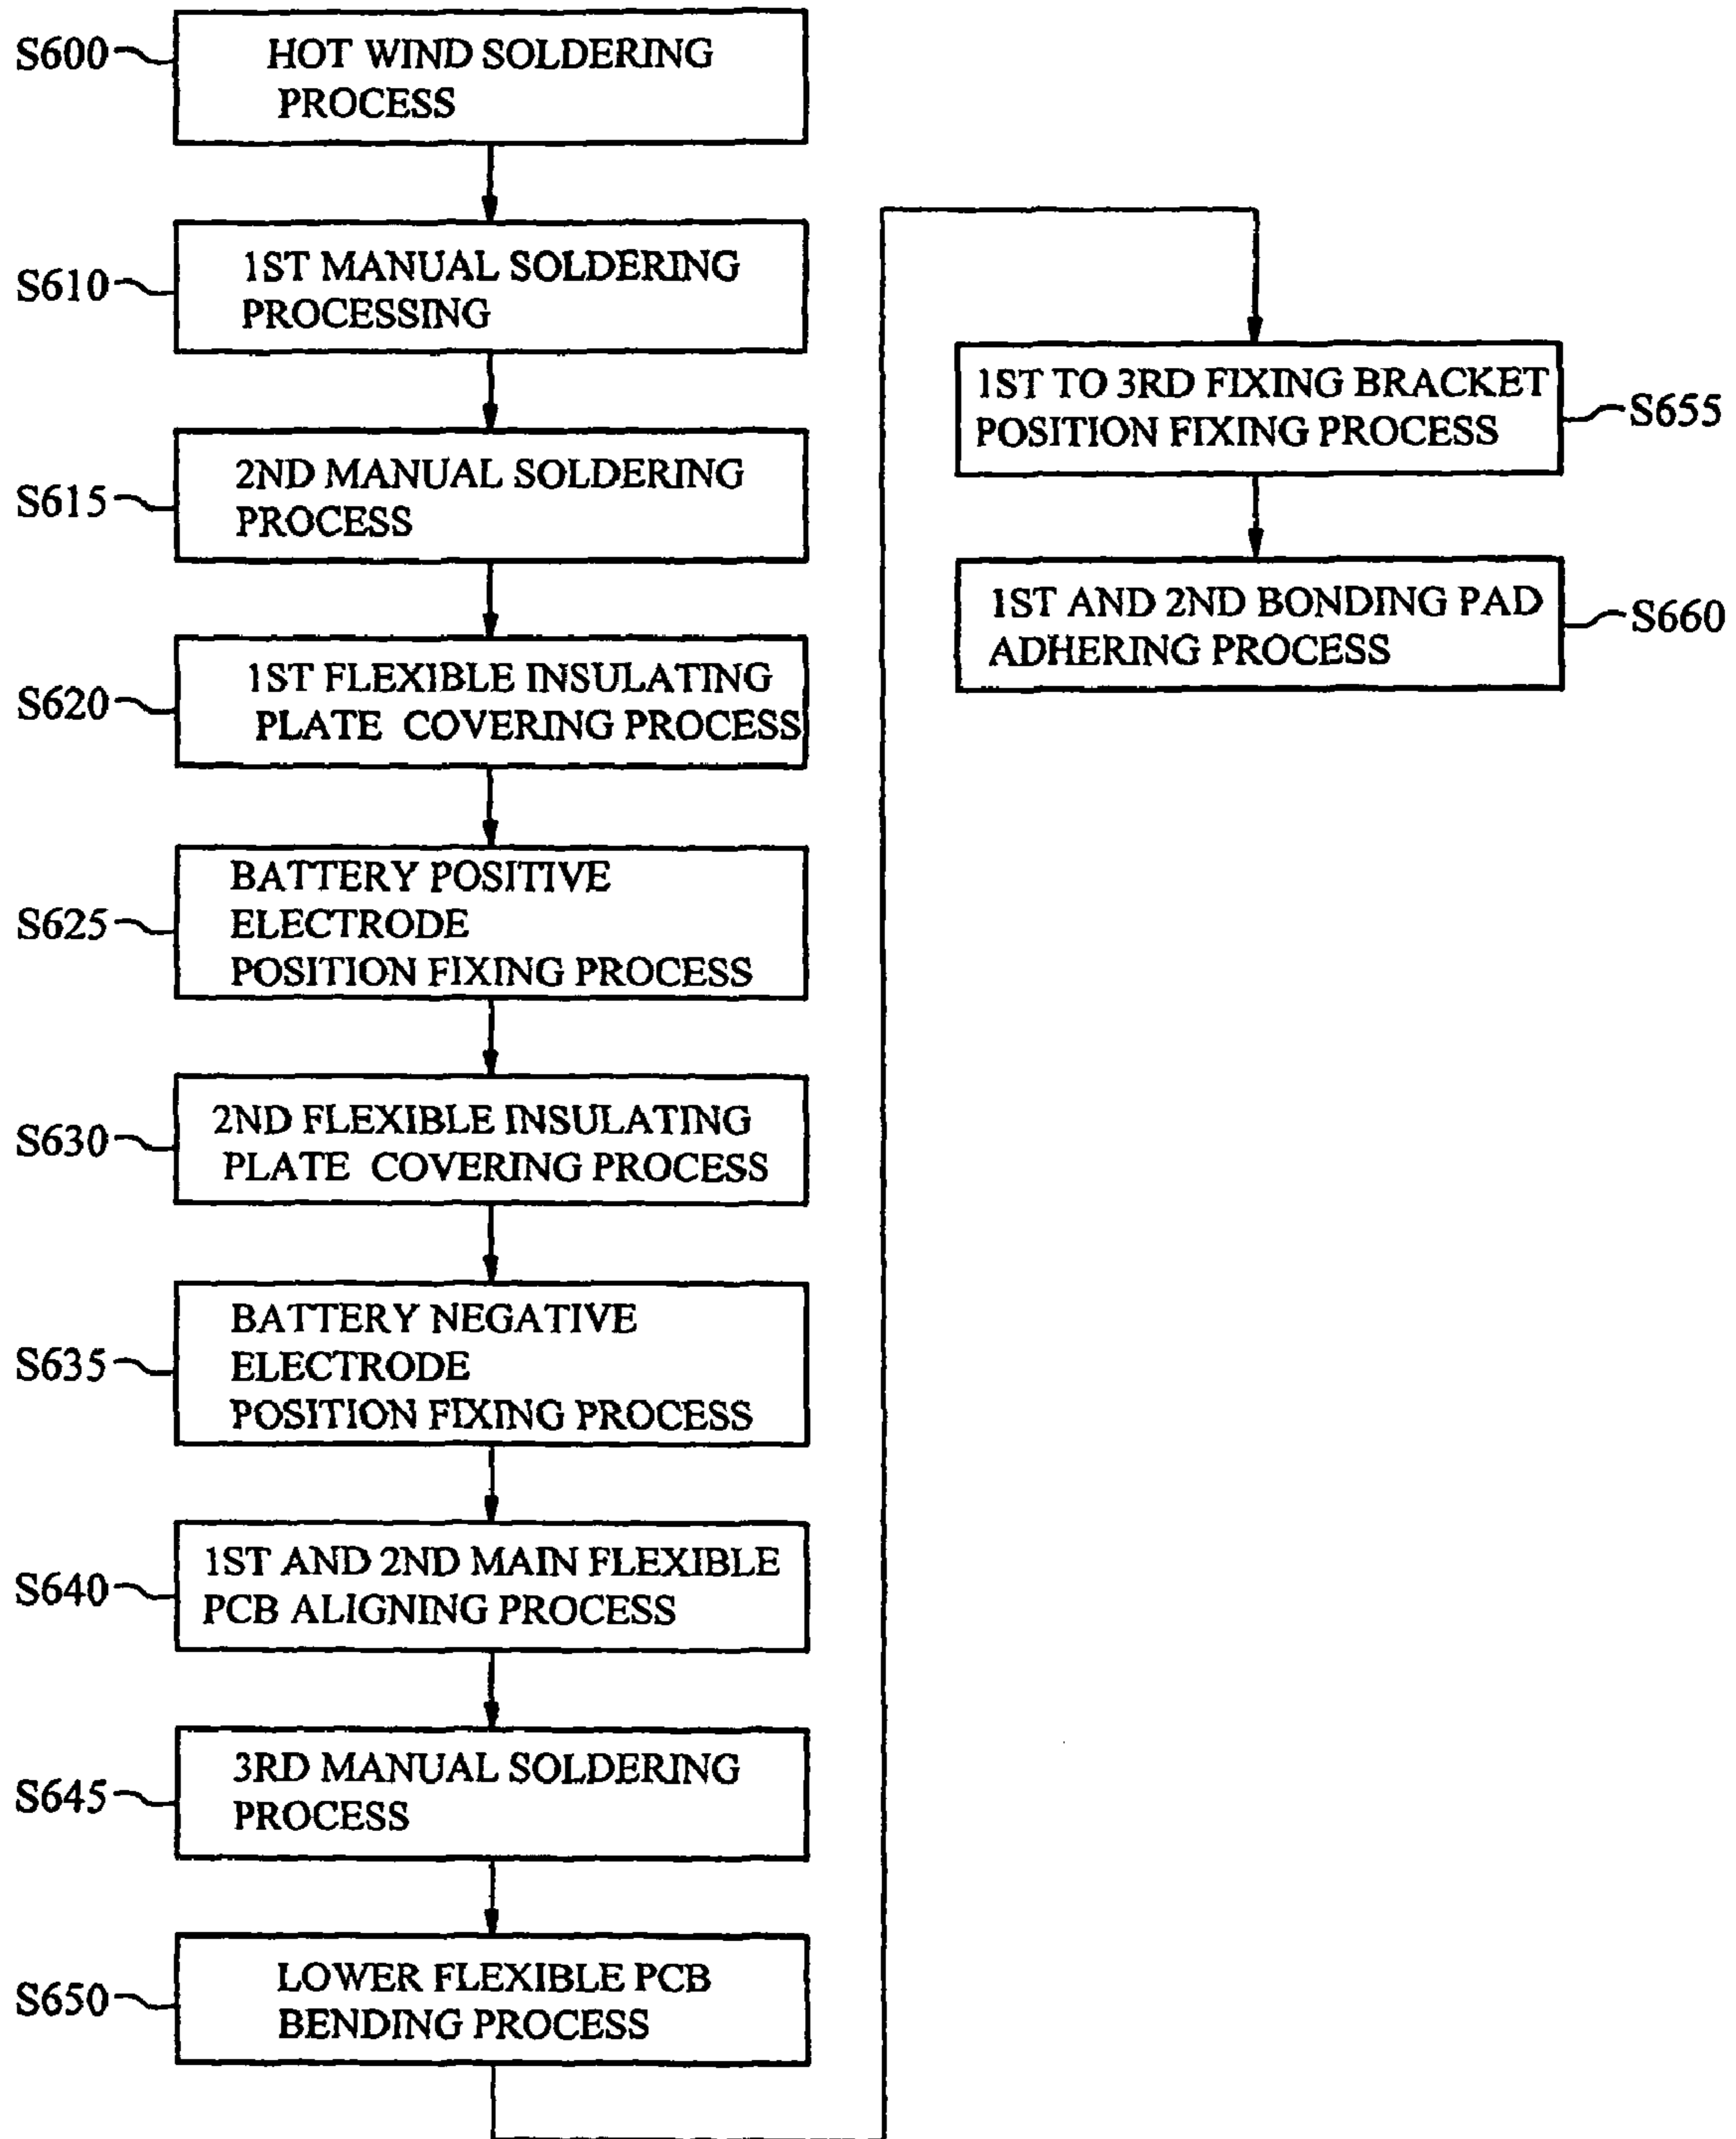 S600
HOT WIND SOLDERING
PROCESS
S610
1ST MANUAL SOLDERING
PROCESSING
S615
2ND MANUAL SOLDERING
PROCESS
S620
1ST FLEXIBLE INSULATING
PLATE COVERING PROCESS
S625
BATTERY POSITIVE
ELECTRODE
POSITION FIXING PROCESS
S630
2ND FLEXIBLE INSULATING
PLATE COVERING PROCESS
S635
BATTERY NEGATIVE
ELECTRODE
POSITION FIXING PROCESS
S640
1ST AND 2ND MAIN FLEXIBLE
PCB ALIGNING PROCESS
S645
3RD MANUAL SOLDERING
PROCESS
S650
LOWER FLEXIBLE PCB
BENDING PROCESS
1ST TO 3RD FIXING BRACKET
POSITION FIXING PROCESS
S655
1ST AND 2ND BONDING PAD
ADHERING PROCESS
S660